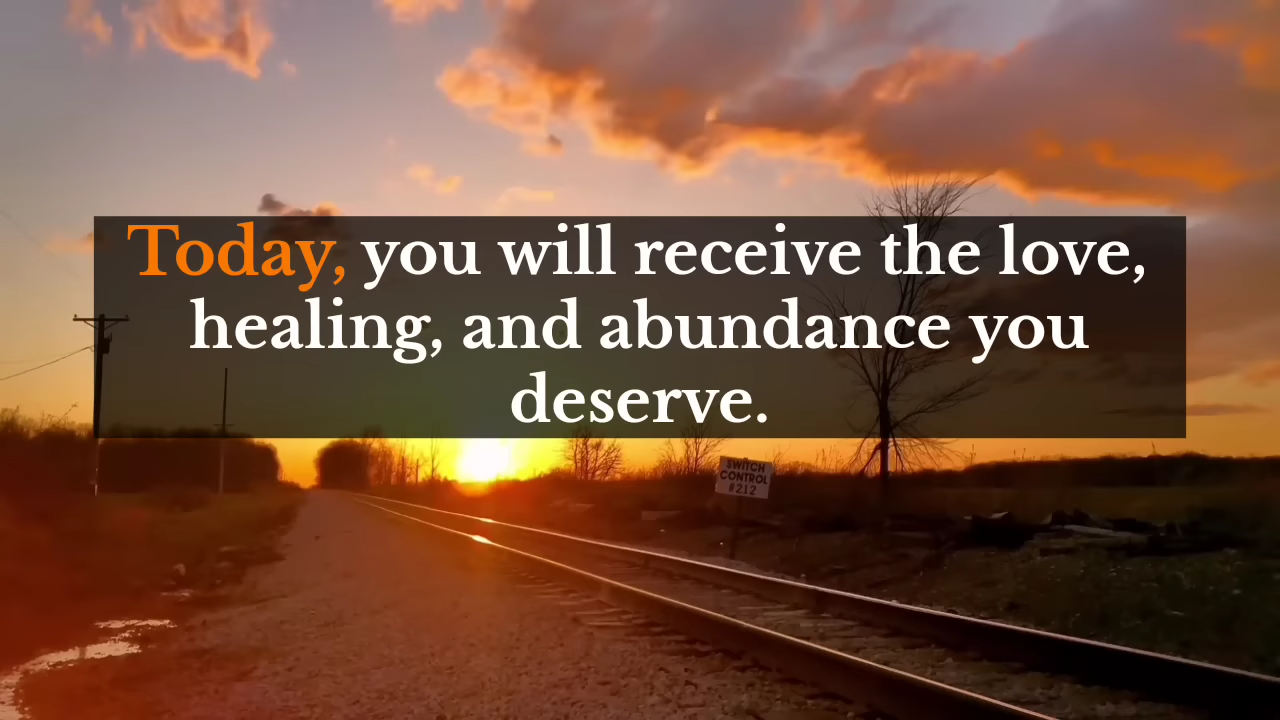 Today, you will receive the love,
healing, and abundance you
deserve.
SWITCH
CONTROL
#212